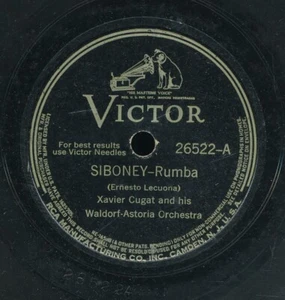 "HIS MASTER'S VOICE"
VICTOR
For best results
use Victor Needles
26522-A
SIBONEY-Rumba
(Erñesto Lecuona)
Xavier Cugat and his
Waldorf-Astoria Orchestra
RCA MANUFACTURING CO. INC. CAMDEN, N. J. U. S. A.